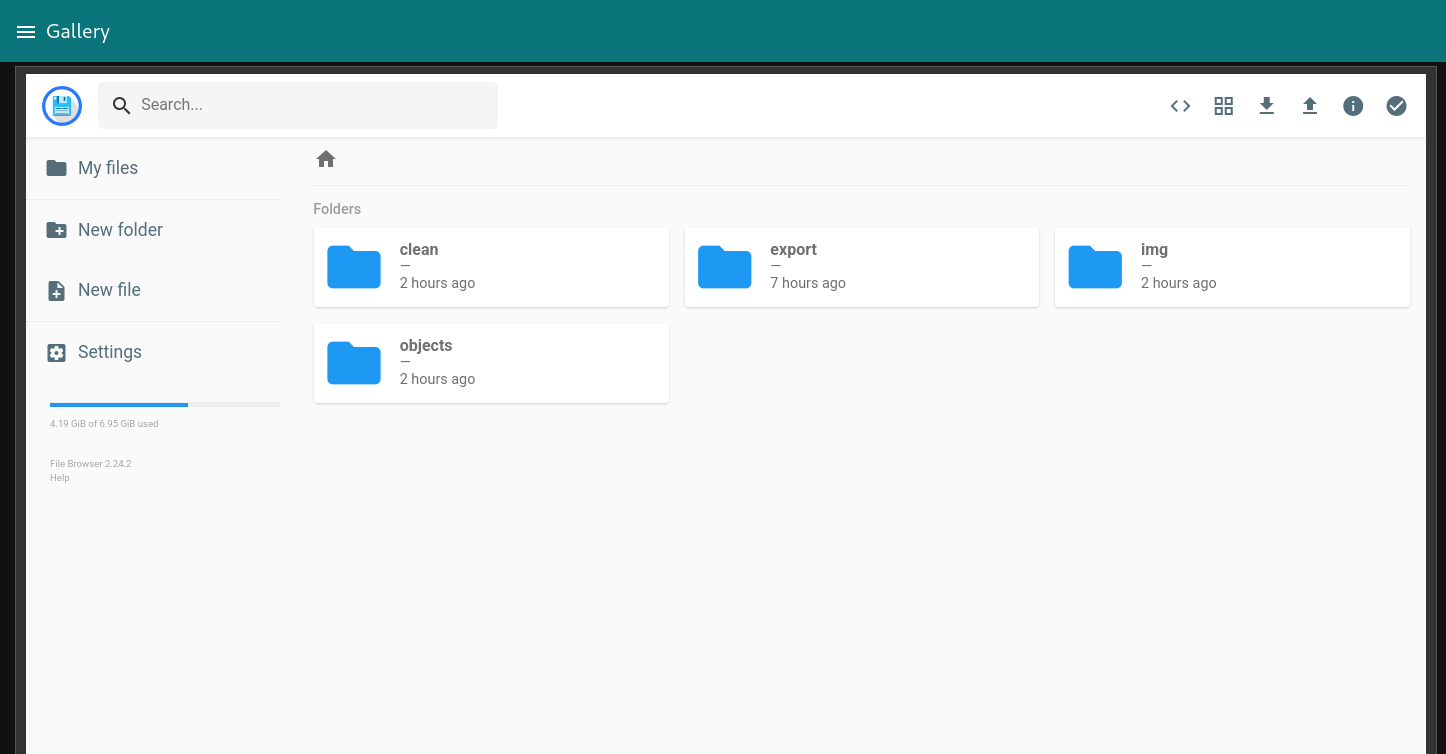 Gallery
Search...
My files
New folder
New file
Settings
4.19 GiB of 6.95 GiB used
File Browser 2.24.2
Help
Folders
clean
—
2 hours ago
export
—
7 hours ago
img
—
2 hours ago
objects
—
2 hours ago